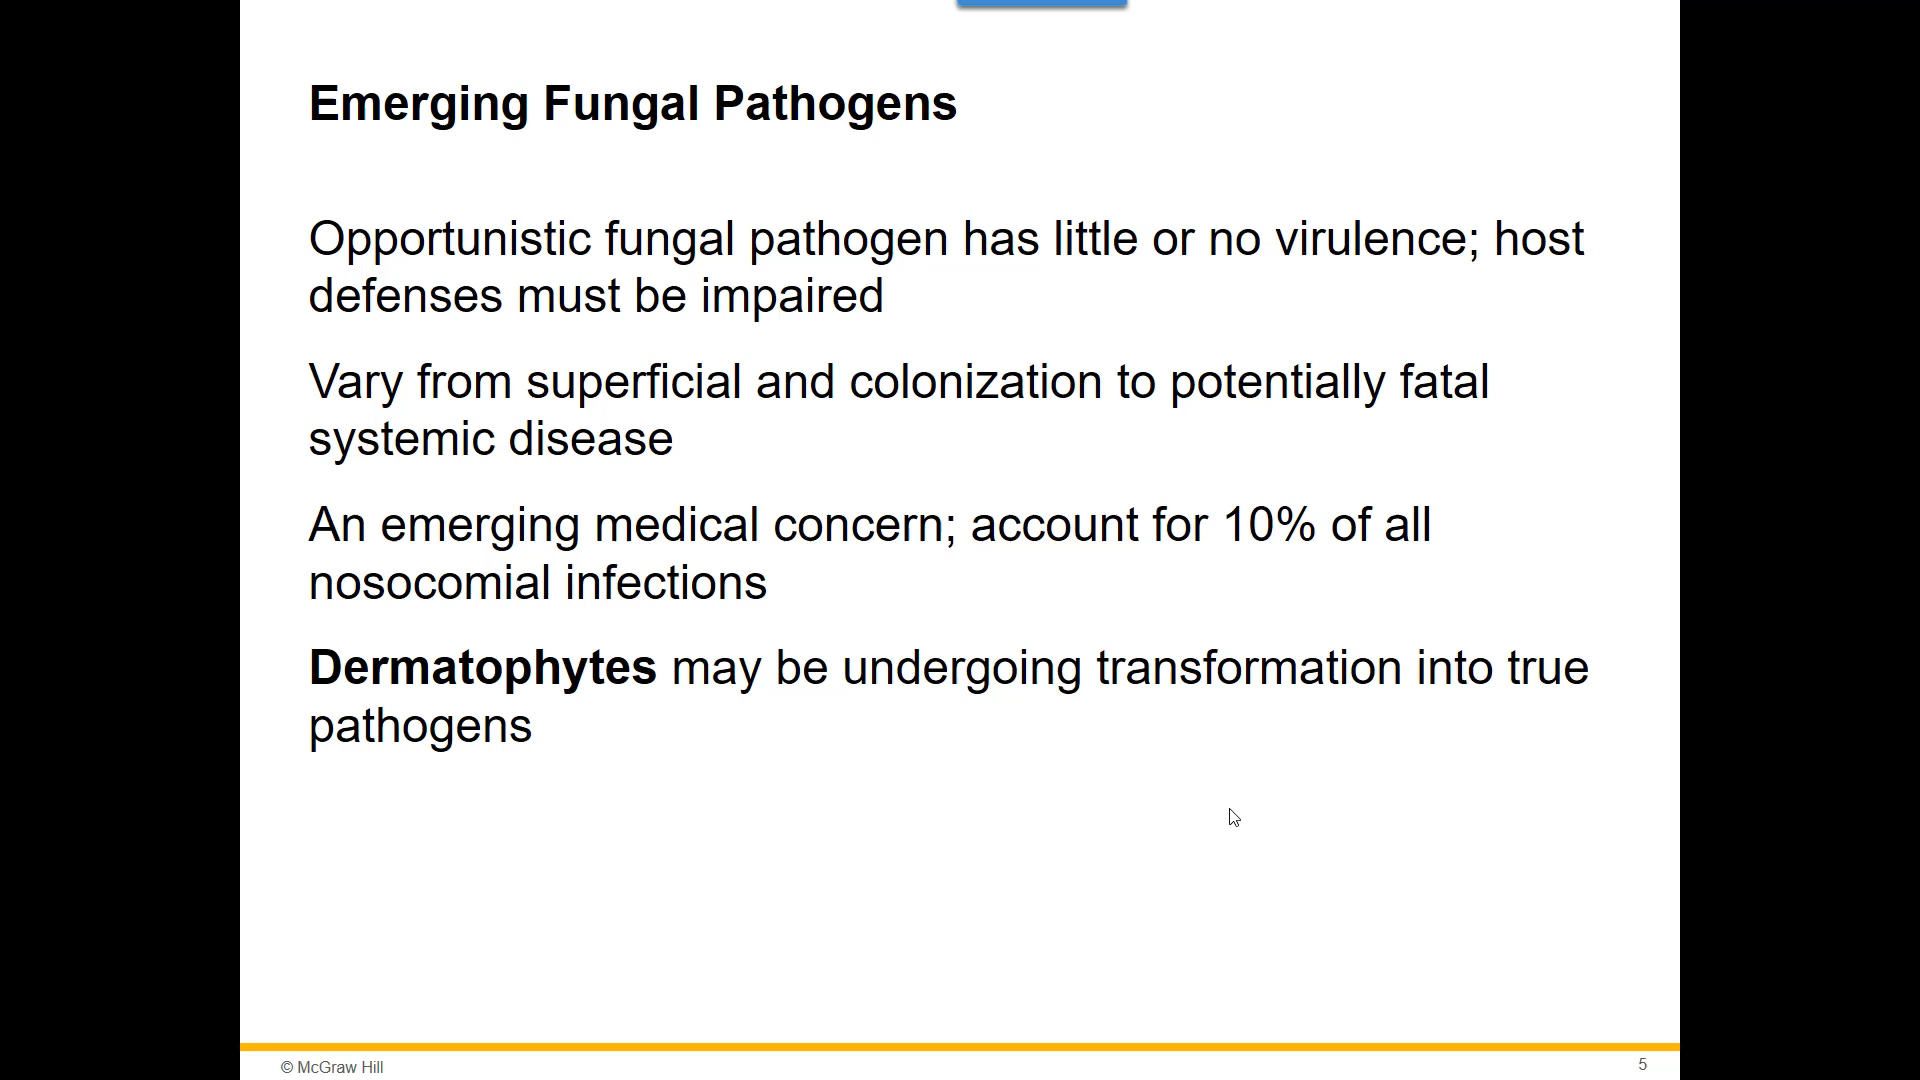 Emerging Fungal Pathogens
Opportunistic fungal pathogen has little or no virulence; host
defenses must be impaired
Vary from superficial and colonization to potentially fatal
systemic disease
An emerging medical concern; account for 10% of all
nosocomial infections
Dermatophytes may be undergoing transformation into true
pathogens
© McGraw Hill
5